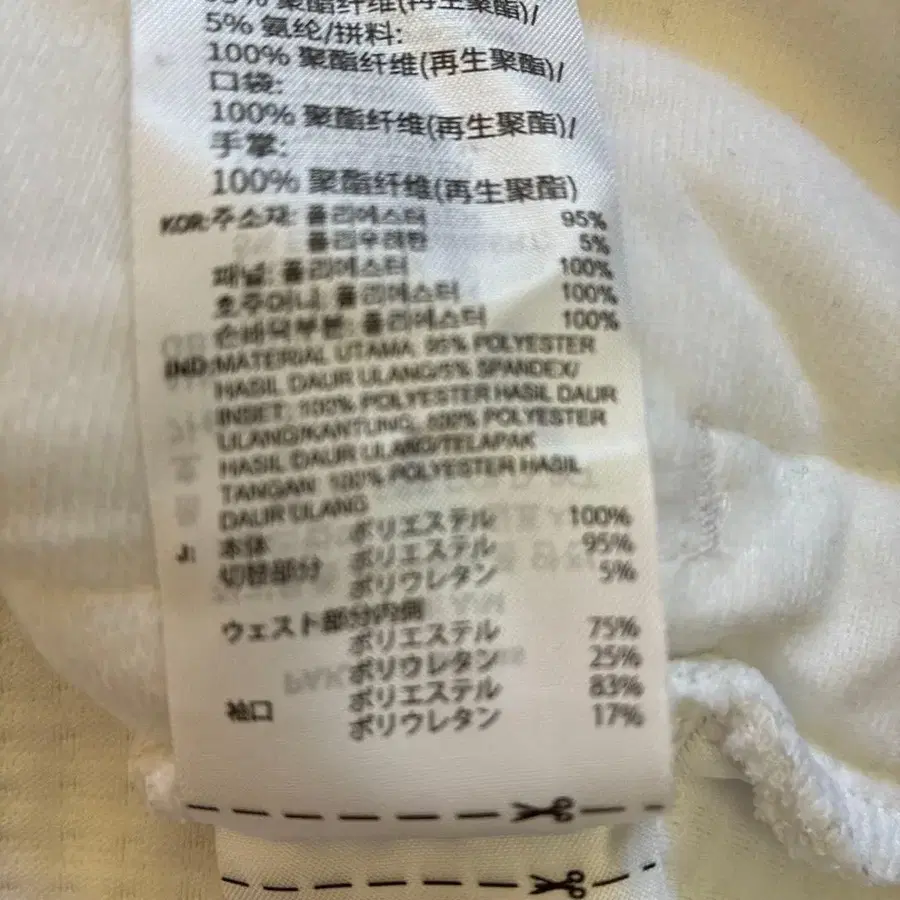 95% 聚酯纤维(再生聚酯)/
5% 氨纶/拼料:
100% 聚酯纤维(再生聚酯)/
口袋:
100% 聚酯纤维(再生聚酯)/
手掌:
100% 聚酯纤维(再生聚酯)
KOR:주소재: 폴리에스터 95%
폴리우레탄 5%
패널: 폴리에스터 100%
호주머니: 폴리에스터 100%
손바닥부분: 폴리에스터 100%
IND:MATERIAL UTAMA: 95% POLYESTER
HASIL DAUR ULANG/5% SPANDEX/
INSET: 100% POLYESTER HASIL DAUR
ULANG/KANTUNG: 100% POLYESTER
HASIL DAUR ULANG/TELAPAK
TANGAN: 100% POLYESTER HASIL
DAUR ULANG
J: 本体 ポリエステル 100%
切替部分 ポリエステル 95%
ポリウレタン 5%
ウェスト部分内側
ポリエステル 75%
ポリウレタン 25%
袖口 ポリエステル 83%
ポリウレタン 17%